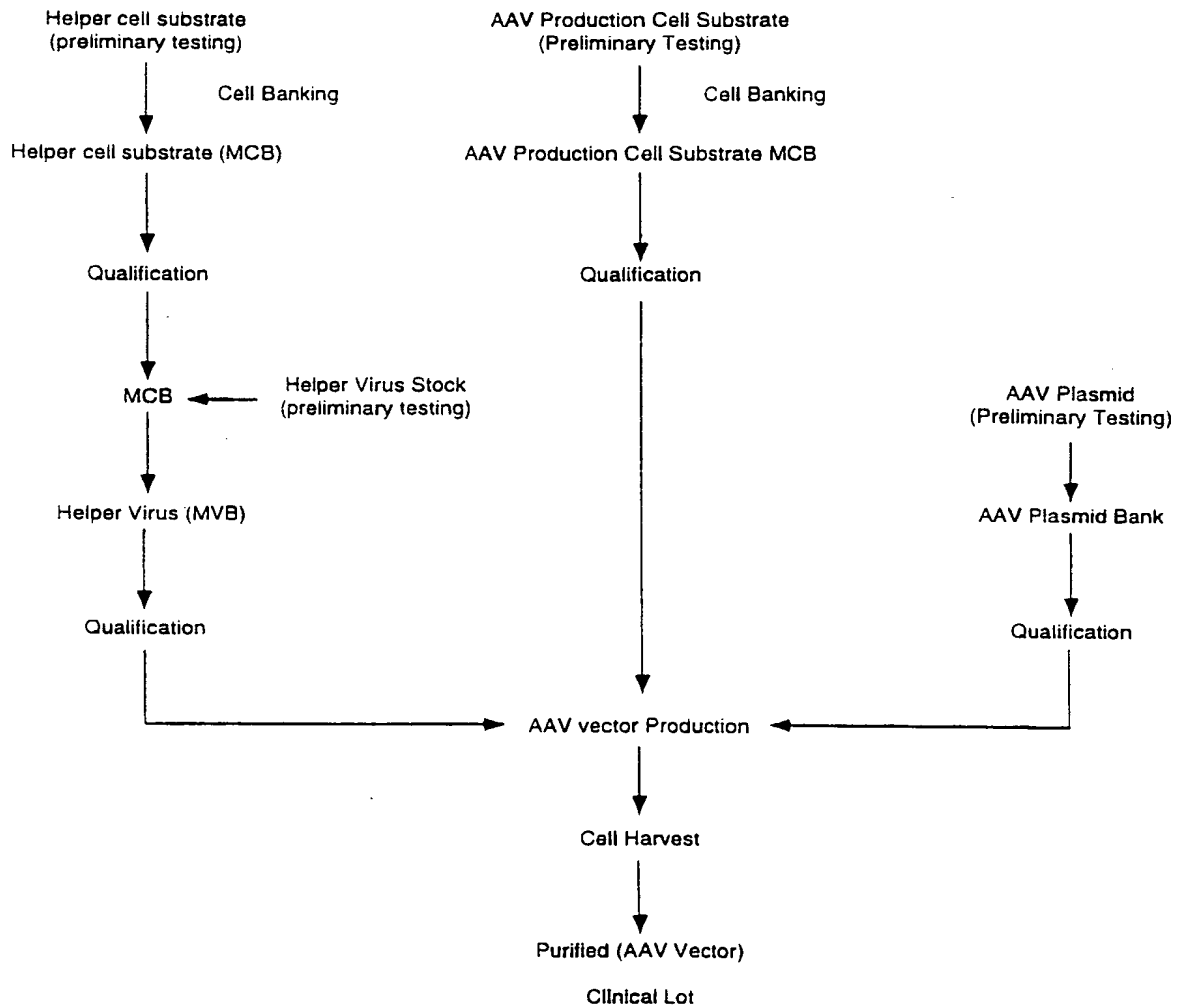 Helper cell substrate
(preliminary testing)
AAV Production Cell Substrate
(Preliminary Testing)
Cell Banking
Cell Banking
Helper cell substrate (MCB)
AAV Production Cell Substrate MCB
Qualification
Qualification
MCB
Helper Virus Stock
(preliminary testing)
AAV Plasmid
(Preliminary Testing)
Helper Virus (MVB)
AAV Plasmid Bank
Qualification
Qualification
AAV vector Production
Cell Harvest
Purified (AAV Vector)
Clinical Lot